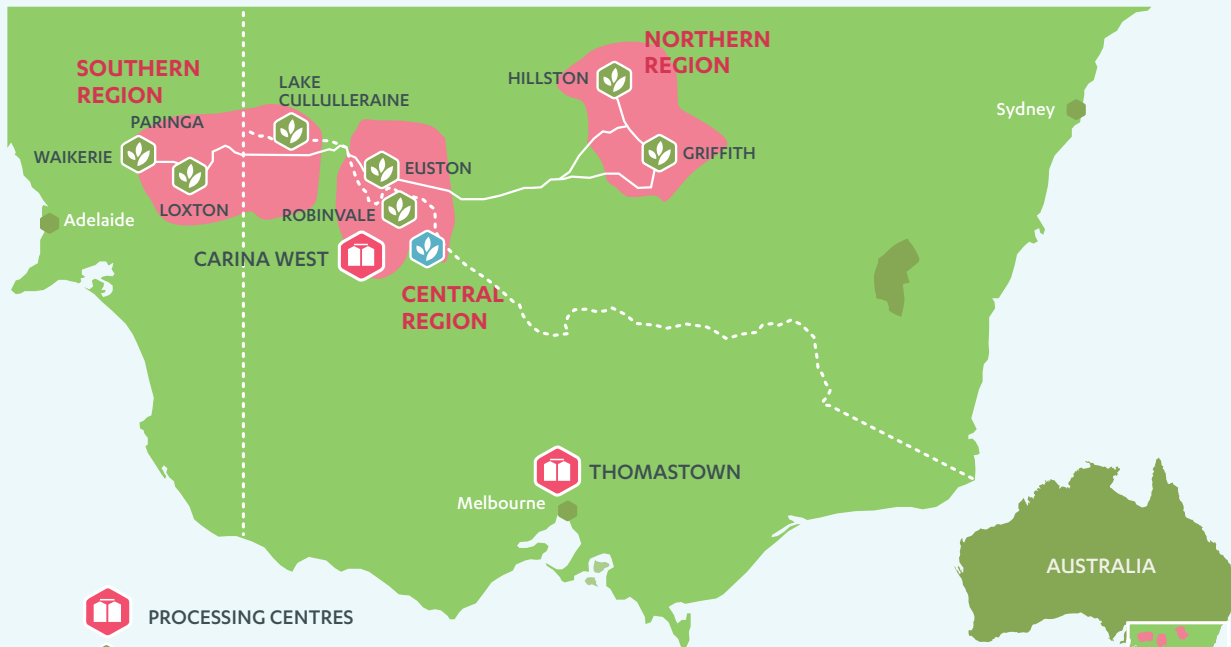 NORTHERN
REGION
SOUTHERN
REGION
HILLSTON
LAKE
CULLULLERAINE
Sydney
PARINGA
WAIKERIE
GRIFFITH
EUSTON
LOXTON
ROBINVALE
Adelaide
CARINA WEST
CENTRAL
REGION
THOMASTOWN
Melbourne
AUSTRALIA
PROCESSING CENTRES